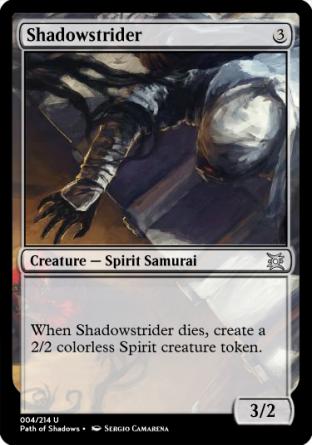 Shadowstrider 3
Creature — Spirit Samurai
When Shadowstrider dies, create a
2/2 colorless Spirit creature token.
3/2
004/214 U
Path of Shadows • Sergio Camarena